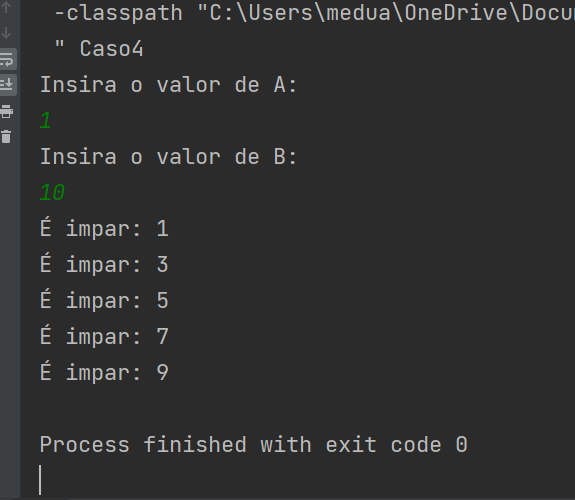 -classpath "C:\Users\medua\OneDrive\Docu
" Caso4
Insira o valor de A:
1
Insira o valor de B:
10
É impar: 1
É impar: 3
É impar: 5
É impar: 7
É impar: 9
Process finished with exit code 0